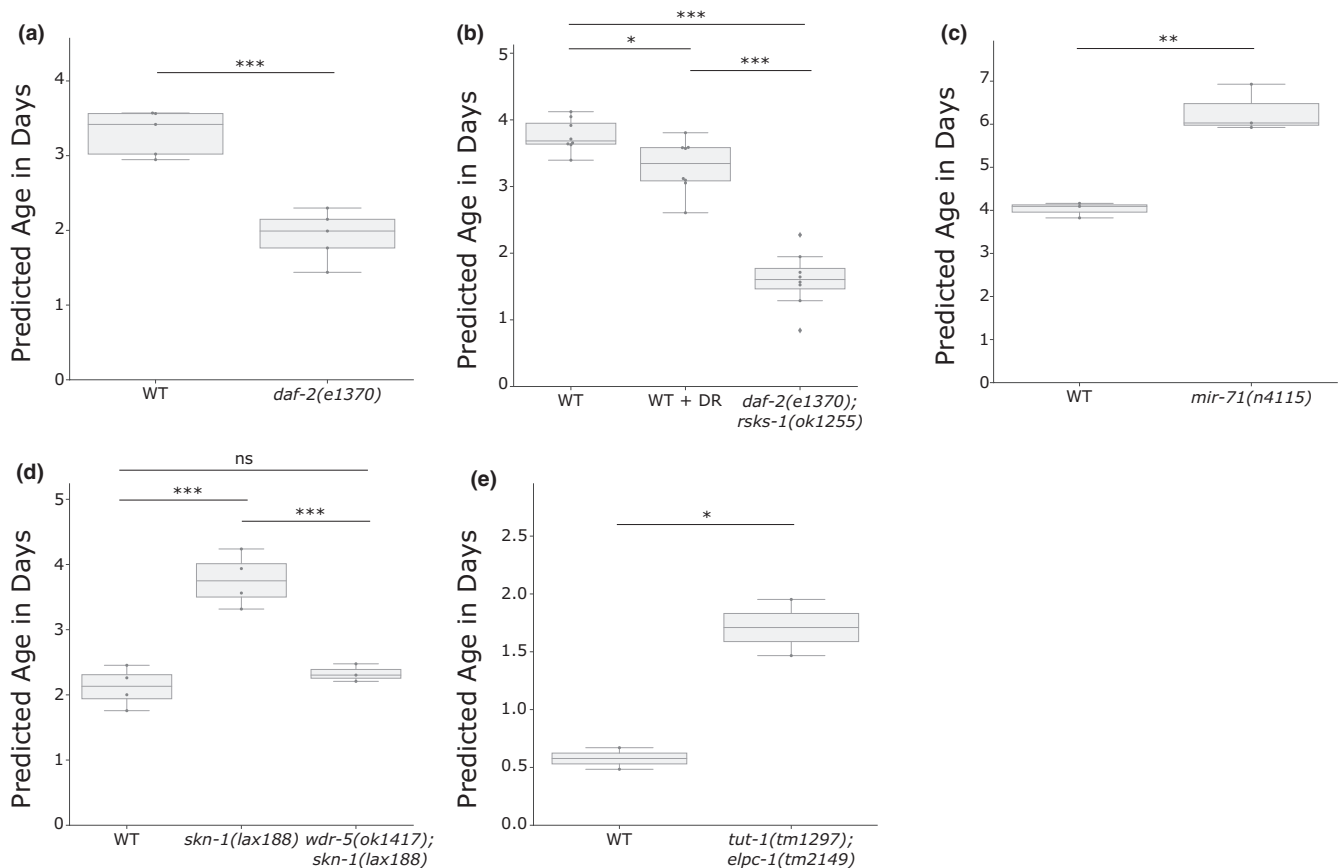 (a)
Predicted Age in Days
4
3
2
1
0
***
WT
daf-2(e1370)
(b)
Predicted Age in Days
5
4
3
2
1
0
***
*
***
WT
WT + DR
daf-2(e1370);
rsks-1(ok1255)
(c)
Predicted Age in Days
7
6
5
4
3
2
1
0
**
WT
mir-71(n4115)
(d)
Predicted Age in Days
5
4
3
2
1
0
ns
***
***
WT
skn-1(lax188)
wdr-5(ok1417);
skn-1(lax188)
(e)
Predicted Age in Days
2.5
2.0
1.5
1.0
0.5
0.0
*
WT
tut-1(tm1297);
elpc-1(tm2149)